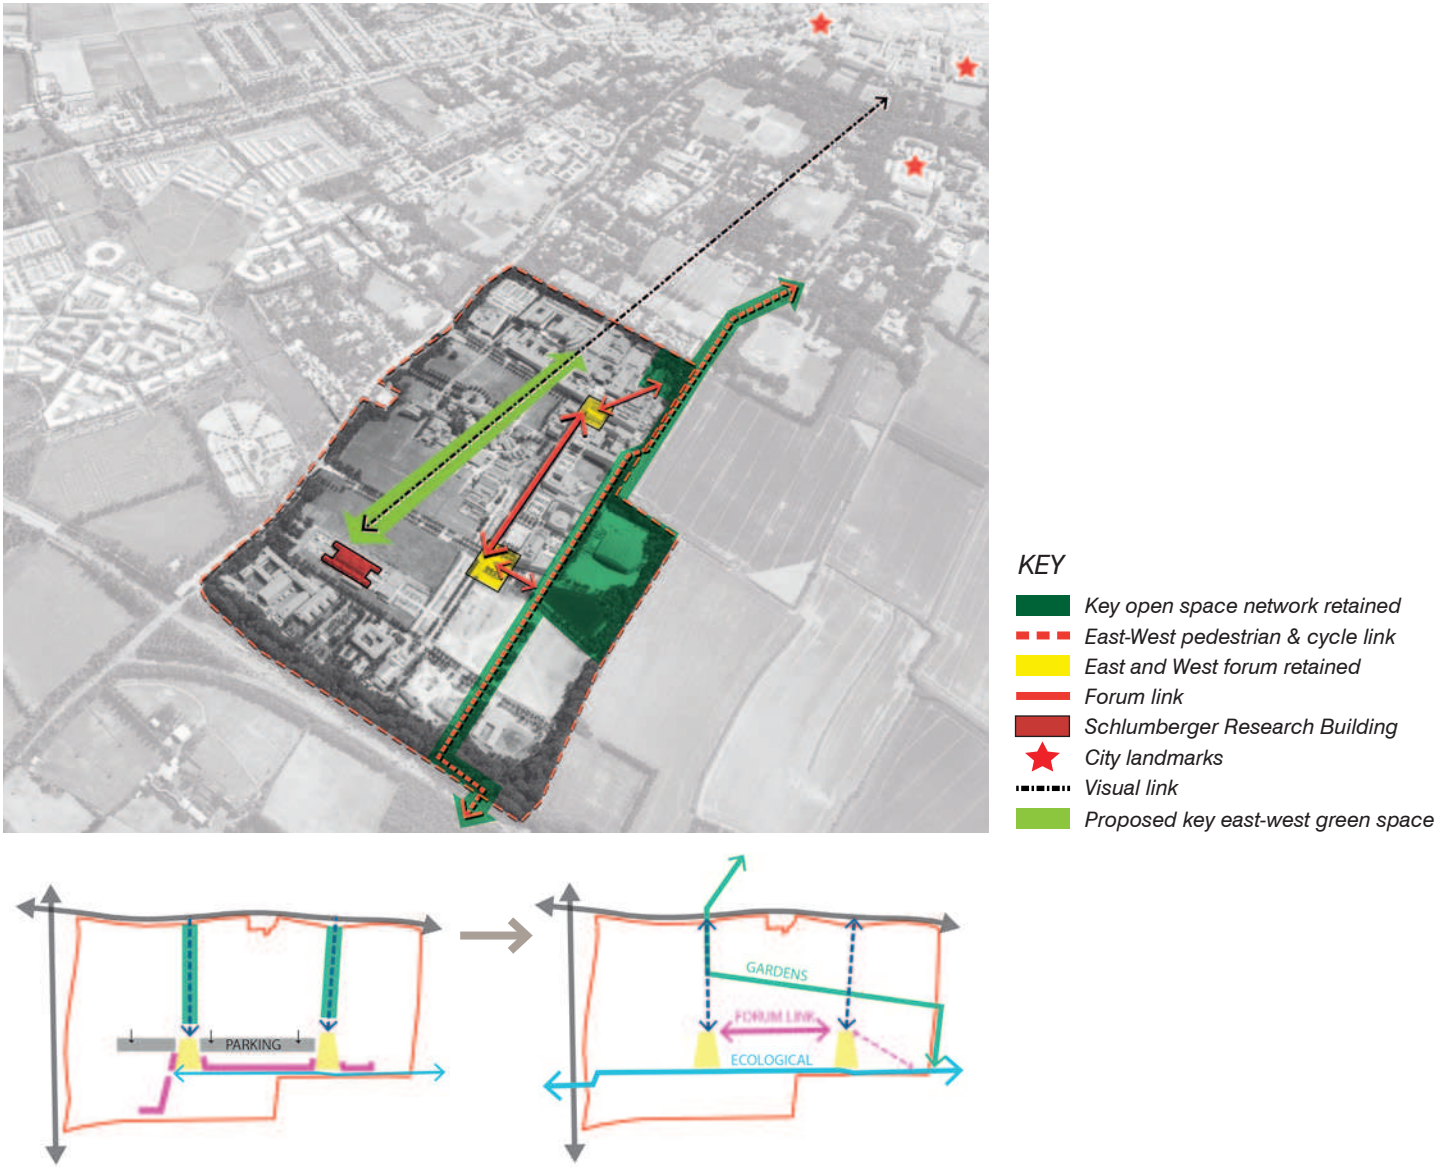 KEY
Key open space network retained
East-West pedestrian & cycle link
East and West forum retained
Forum link
Schlumberger Research Building
City landmarks
Visual link
Proposed key east-west green space
PARKING
GARDENS
FORUM LINK
ECOLOGICAL